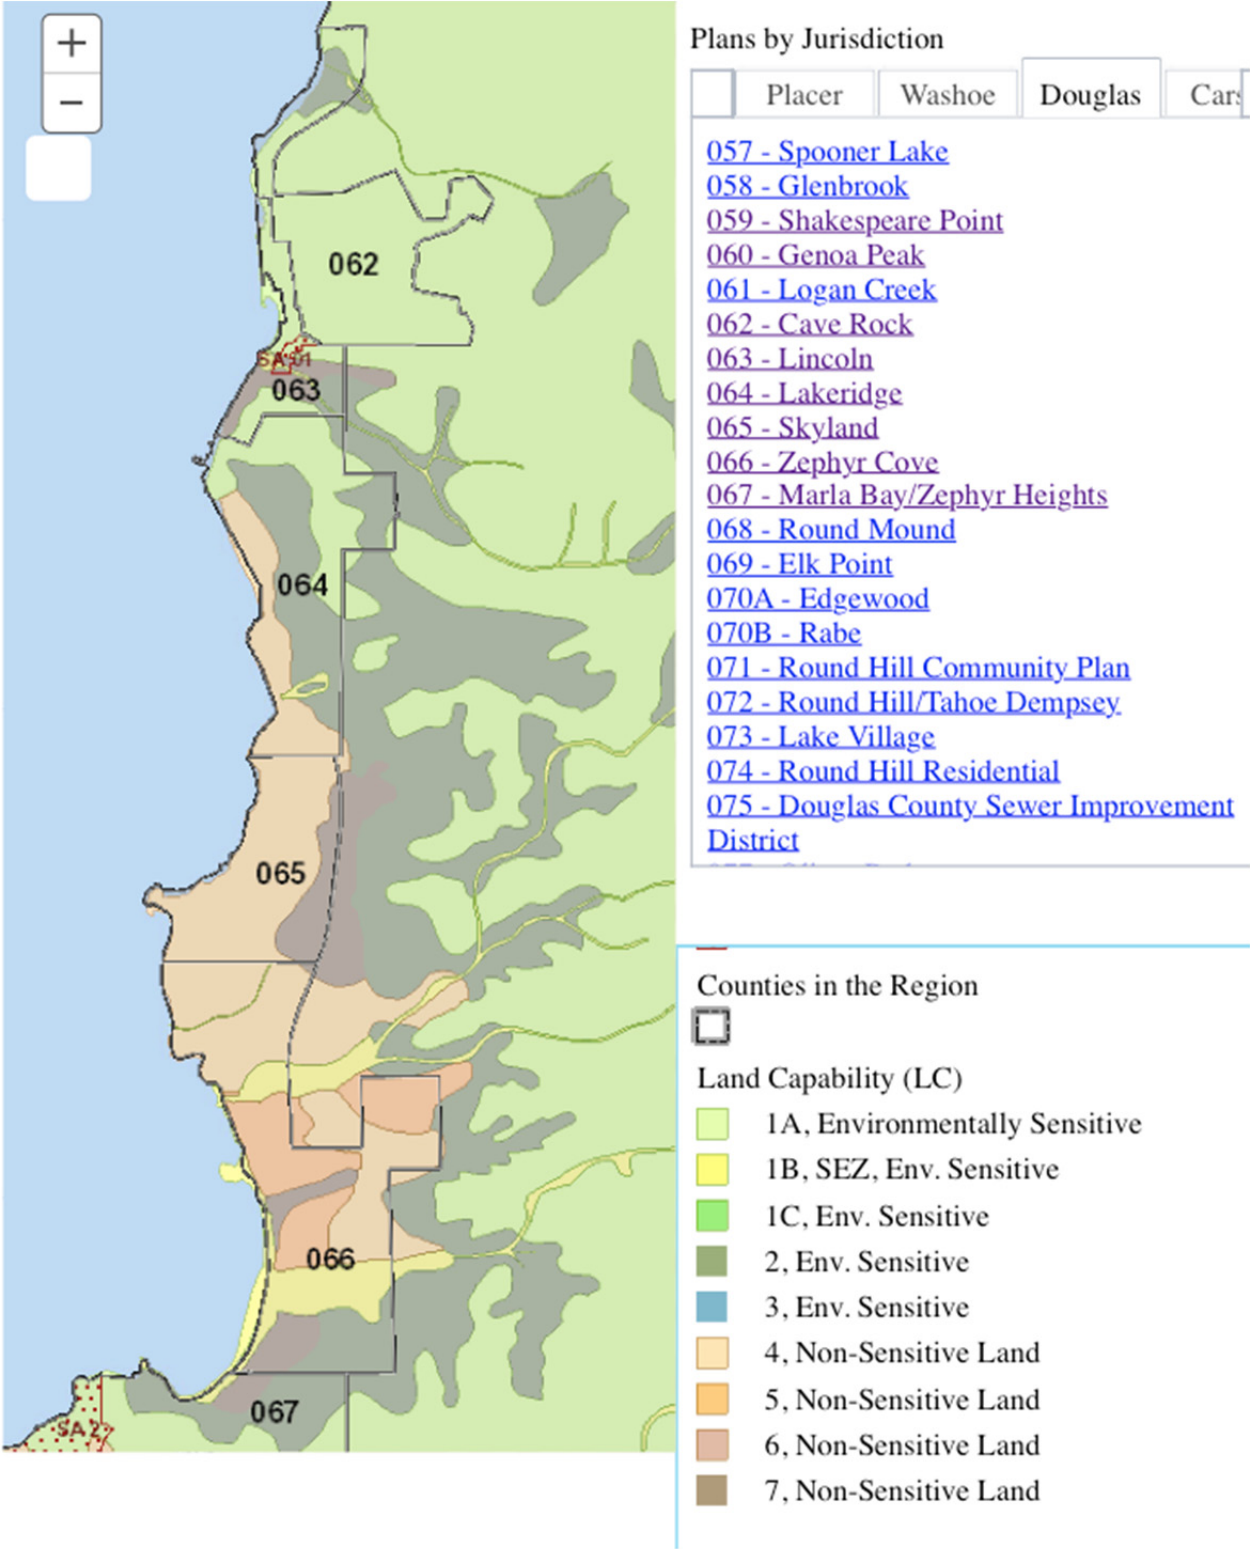 +
−
062
SA 01
063
064
065
066
067
SA 2
Plans by Jurisdiction
Placer Washoe Douglas Cars
057 - Spooner Lake
058 - Glenbrook
059 - Shakespeare Point
060 - Genoa Peak
061 - Logan Creek
062 - Cave Rock
063 - Lincoln
064 - Lakeridge
065 - Skyland
066 - Zephyr Cove
067 - Marla Bay/Zephyr Heights
068 - Round Mound
069 - Elk Point
070A - Edgewood
070B - Rabe
071 - Round Hill Community Plan
072 - Round Hill/Tahoe Dempsey
073 - Lake Village
074 - Round Hill Residential
075 - Douglas County Sewer Improvement
District
Counties in the Region
Land Capability (LC)
1A, Environmentally Sensitive
1B, SEZ, Env. Sensitive
1C, Env. Sensitive
2, Env. Sensitive
3, Env. Sensitive
4, Non-Sensitive Land
5, Non-Sensitive Land
6, Non-Sensitive Land
7, Non-Sensitive Land